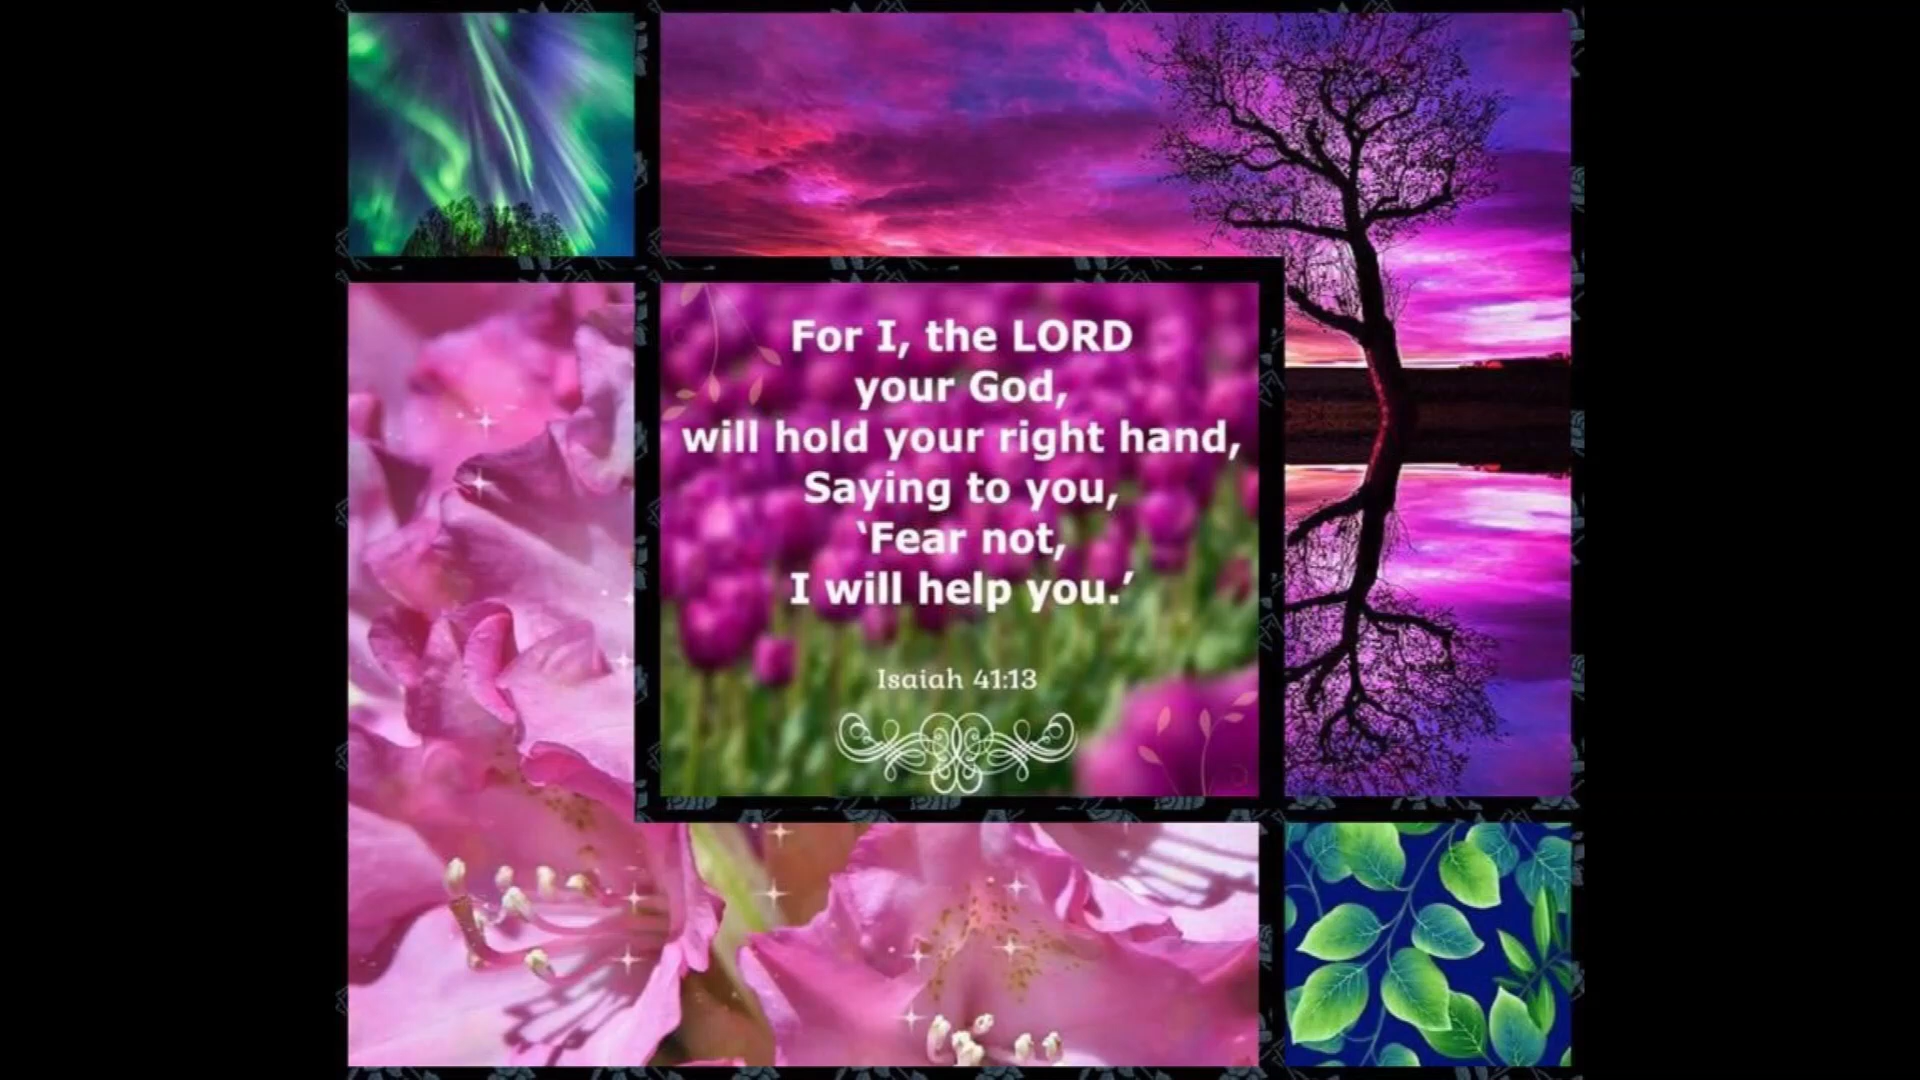 For I, the LORD
your God,
will hold your right hand,
Saying to you,
‘Fear not,
I will help you.’
Isaiah 41:13